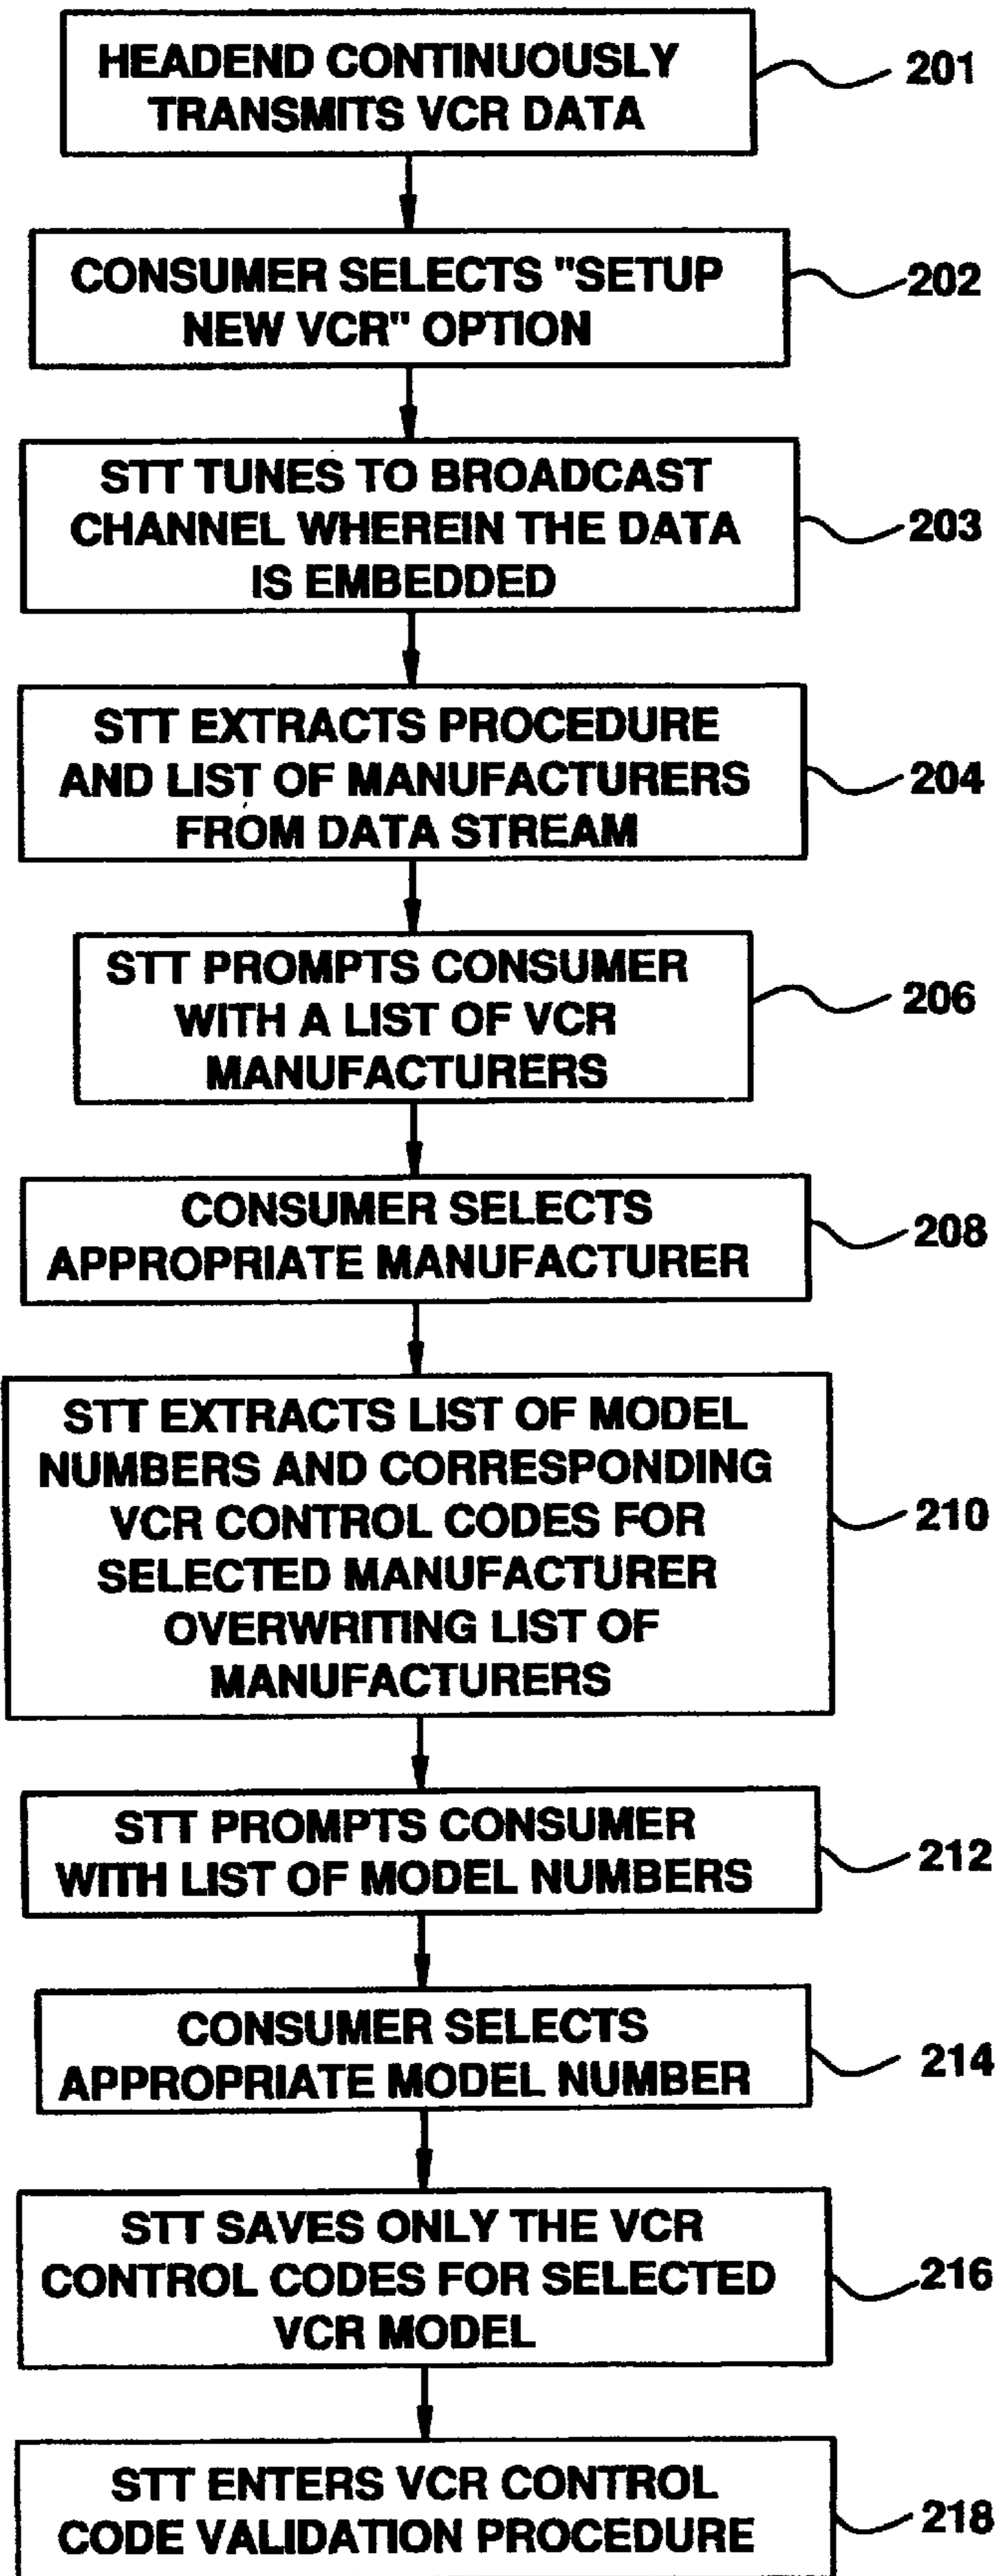 HEADEND CONTINUOUSLY
TRANSMITS VCR DATA
201
CONSUMER SELECTS "SETUP
NEW VCR" OPTION
202
STT TUNES TO BROADCAST
CHANNEL WHEREIN THE DATA
IS EMBEDDED
203
STT EXTRACTS PROCEDURE
AND LIST OF MANUFACTURERS
FROM DATA STREAM
204
STT PROMPTS CONSUMER
WITH A LIST OF VCR
MANUFACTURERS
206
CONSUMER SELECTS
APPROPRIATE MANUFACTURER
208
STT EXTRACTS LIST OF MODEL
NUMBERS AND CORRESPONDING
VCR CONTROL CODES FOR
SELECTED MANUFACTURER
OVERWRITING LIST OF
MANUFACTURERS
210
STT PROMPTS CONSUMER
WITH LIST OF MODEL NUMBERS
212
CONSUMER SELECTS
APPROPRIATE MODEL NUMBER
214
STT SAVES ONLY THE VCR
CONTROL CODES FOR SELECTED
VCR MODEL
216
STT ENTERS VCR CONTROL
CODE VALIDATION PROCEDURE
218